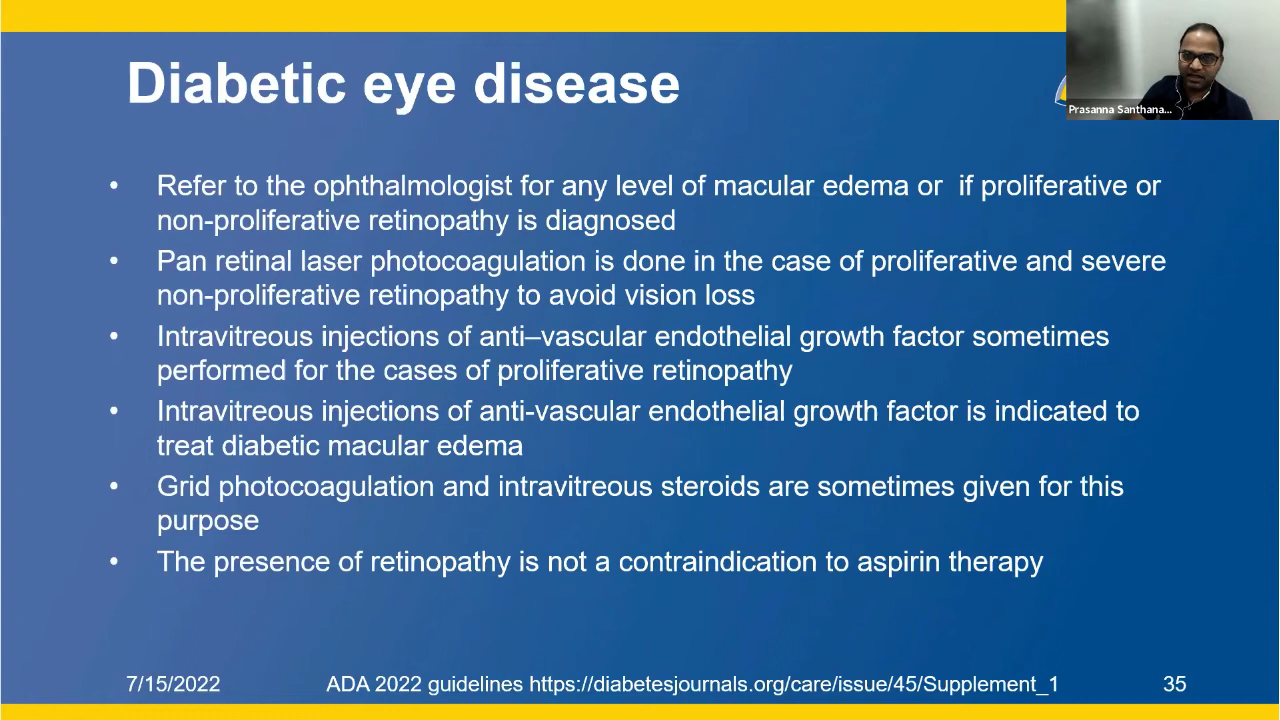 Diabetic eye disease
Prasanna Santhana...
• Refer to the ophthalmologist for any level of macular edema or  if proliferative or
non-proliferative retinopathy is diagnosed
• Pan retinal laser photocoagulation is done in the case of proliferative and severe
non-proliferative retinopathy to avoid vision loss
• Intravitreous injections of anti–vascular endothelial growth factor sometimes
performed for the cases of proliferative retinopathy
• Intravitreous injections of anti-vascular endothelial growth factor is indicated to
treat diabetic macular edema
• Grid photocoagulation and intravitreous steroids are sometimes given for this
purpose
• The presence of retinopathy is not a contraindication to aspirin therapy
7/15/2022 ADA 2022 guidelines https://diabetesjournals.org/care/issue/45/Supplement_1 35